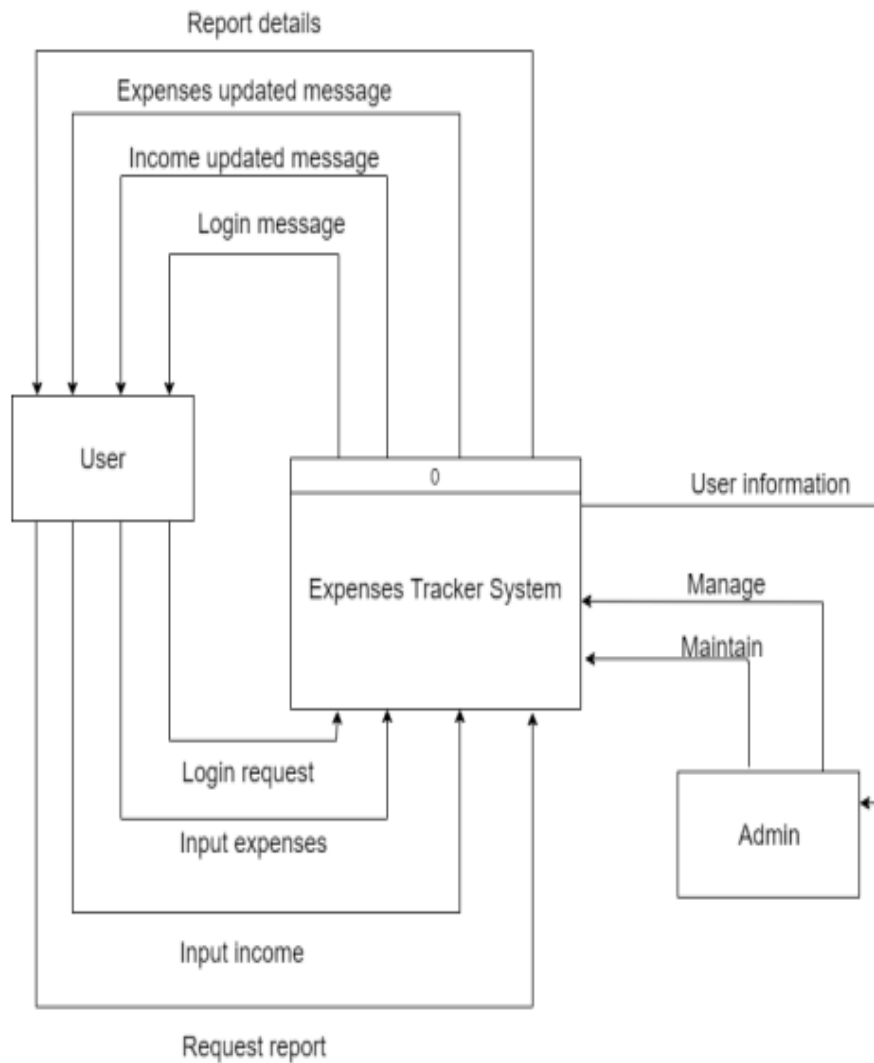 Report details
Expenses updated message
Income updated message
Login message
User
0
User information
Expenses Tracker System
Manage
Maintain
Login request
Admin
Input expenses
Input income
Request report